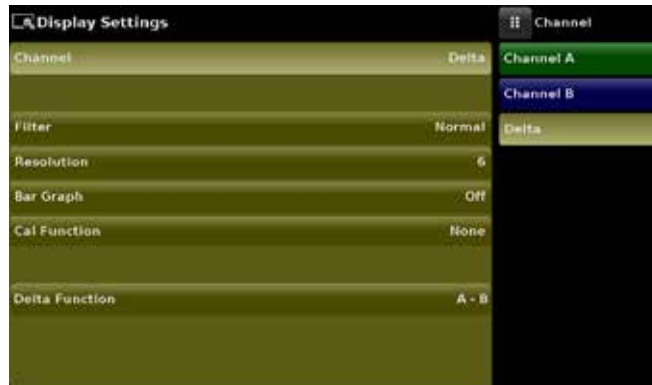 Display Settings
Channel
Channel Delta
Channel A
Channel B
Filter Normal
Delta
Resolution 6
Bar Graph Off
Cal Function None
Delta Function A - B